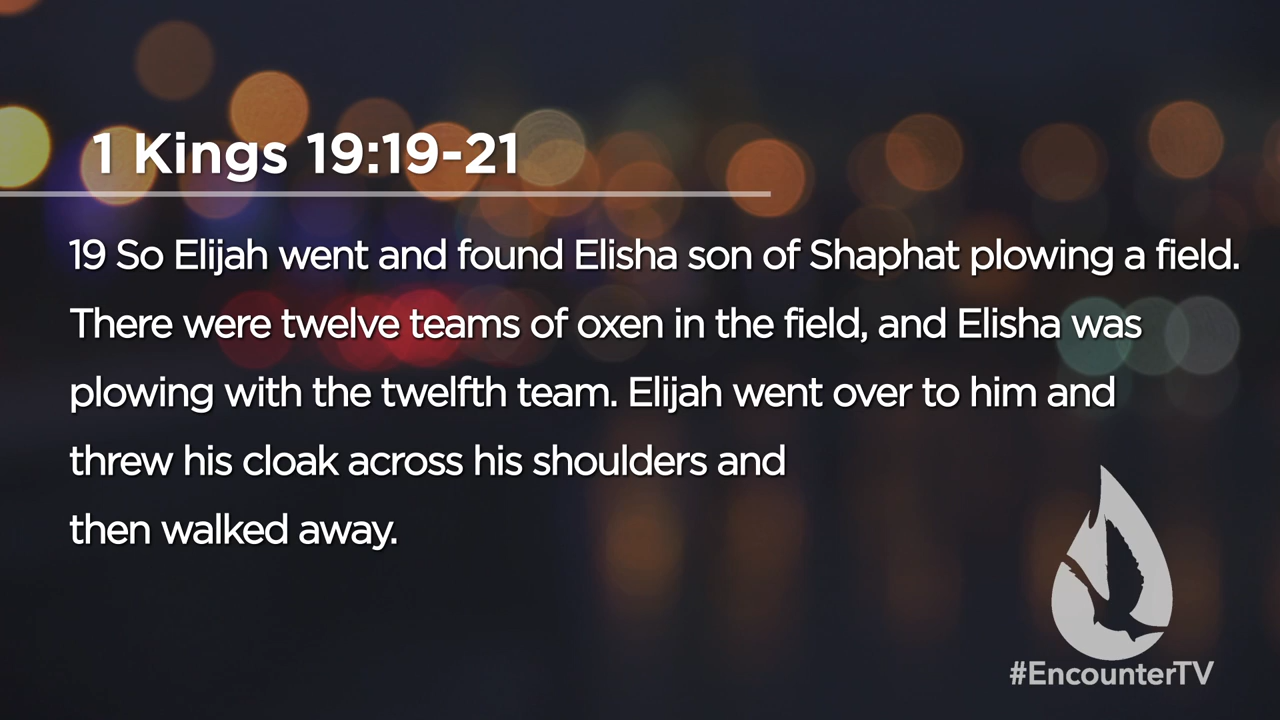 1 Kings 19:19-21
19 So Elijah went and found Elisha son of Shaphat plowing a field.
There were twelve teams of oxen in the field, and Elisha was
plowing with the twelfth team. Elijah went over to him and
threw his cloak across his shoulders and
then walked away.
#EncounterTV